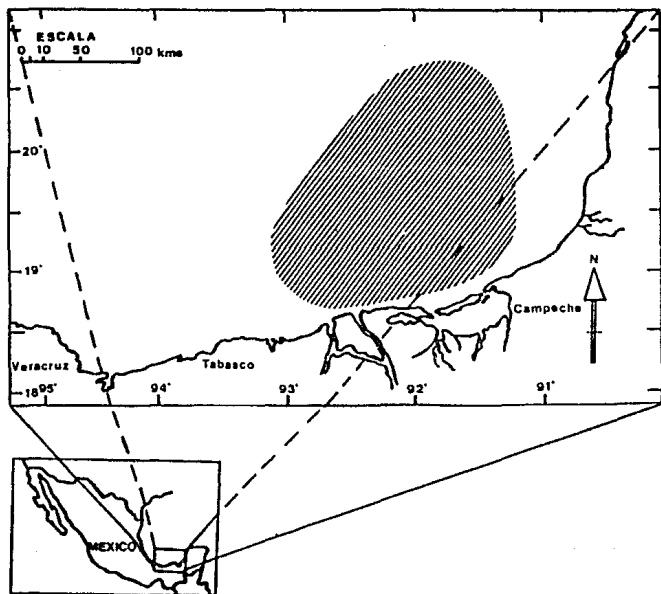 ESCALA
0 10 50 100 kms
20°
19°
N
Campeche
Veracruz
Tabasco
18
95°
94°
93°
92°
91°
MEXICO